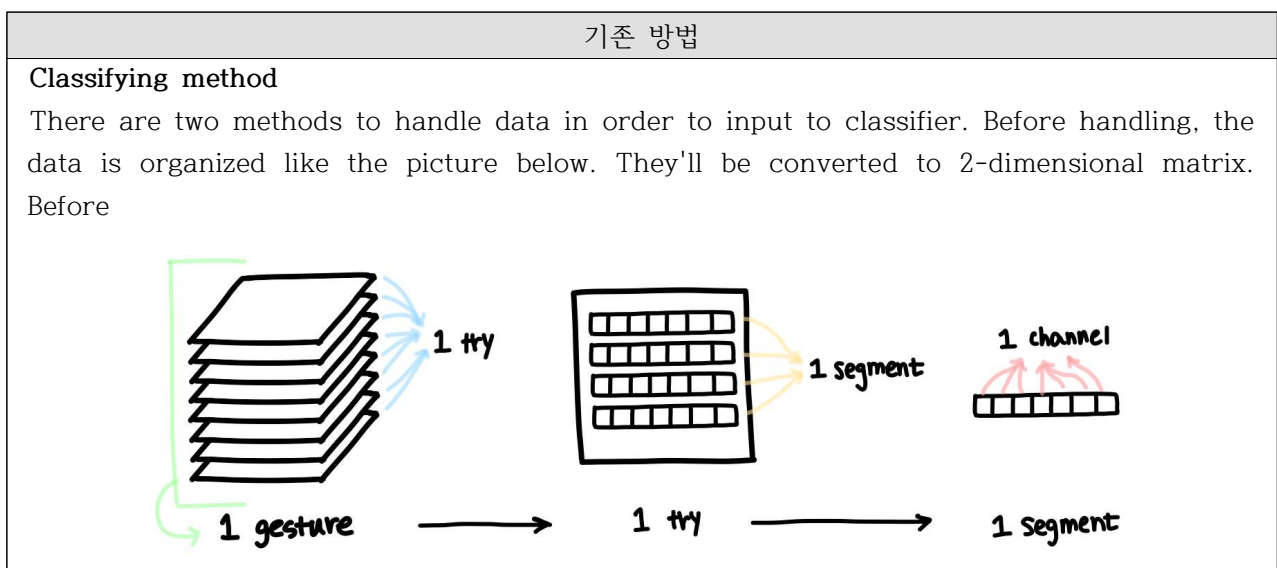 기존 방법
Classifying method
There are two methods to handle data in order to input to classifier. Before handling, the
data is organized like the picture below. They'll be converted to 2-dimensional matrix.
Before
1 try
1 segment
1 channel
1 gesture
1 try
1 segment